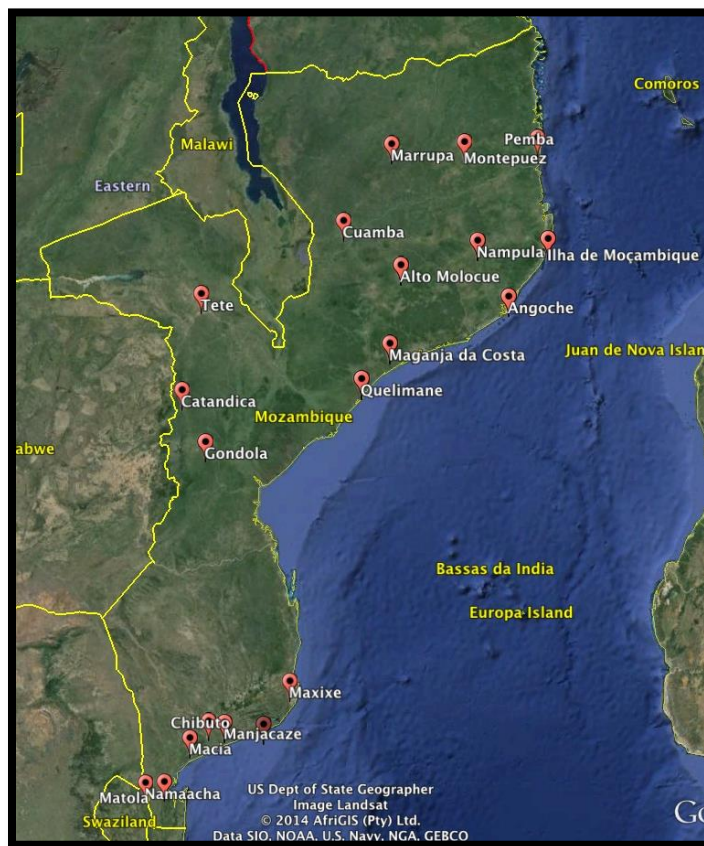 Comoros
Malawi
Pemba
Marrupa
Montepuez
Eastern
Cuamba
Nampula
Ilha de Moçambique
Alto Molocue
Tete
Angoche
Maganja da Costa
Juan de Nova Islan
Quelimane
Catandica
Mozambique
abwe
Gondola
Bassas da India
Europa Island
Maxixe
Chibuto
Manjacaze
Macia
Matola
Namaacha
Swaziland
US Dept of State Geographer
Image Landsat
© 2014 AfriGIS (Pty) Ltd.
Data SIO, NOAA, U.S. Navy, NGA, GEBCO
Go